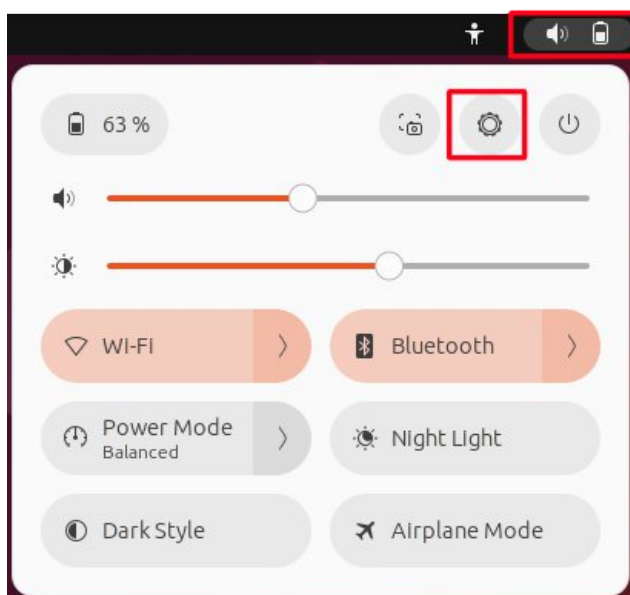 63 %
Wi-Fi
Bluetooth
Power Mode
Balanced
Night Light
Dark Style
Airplane Mode